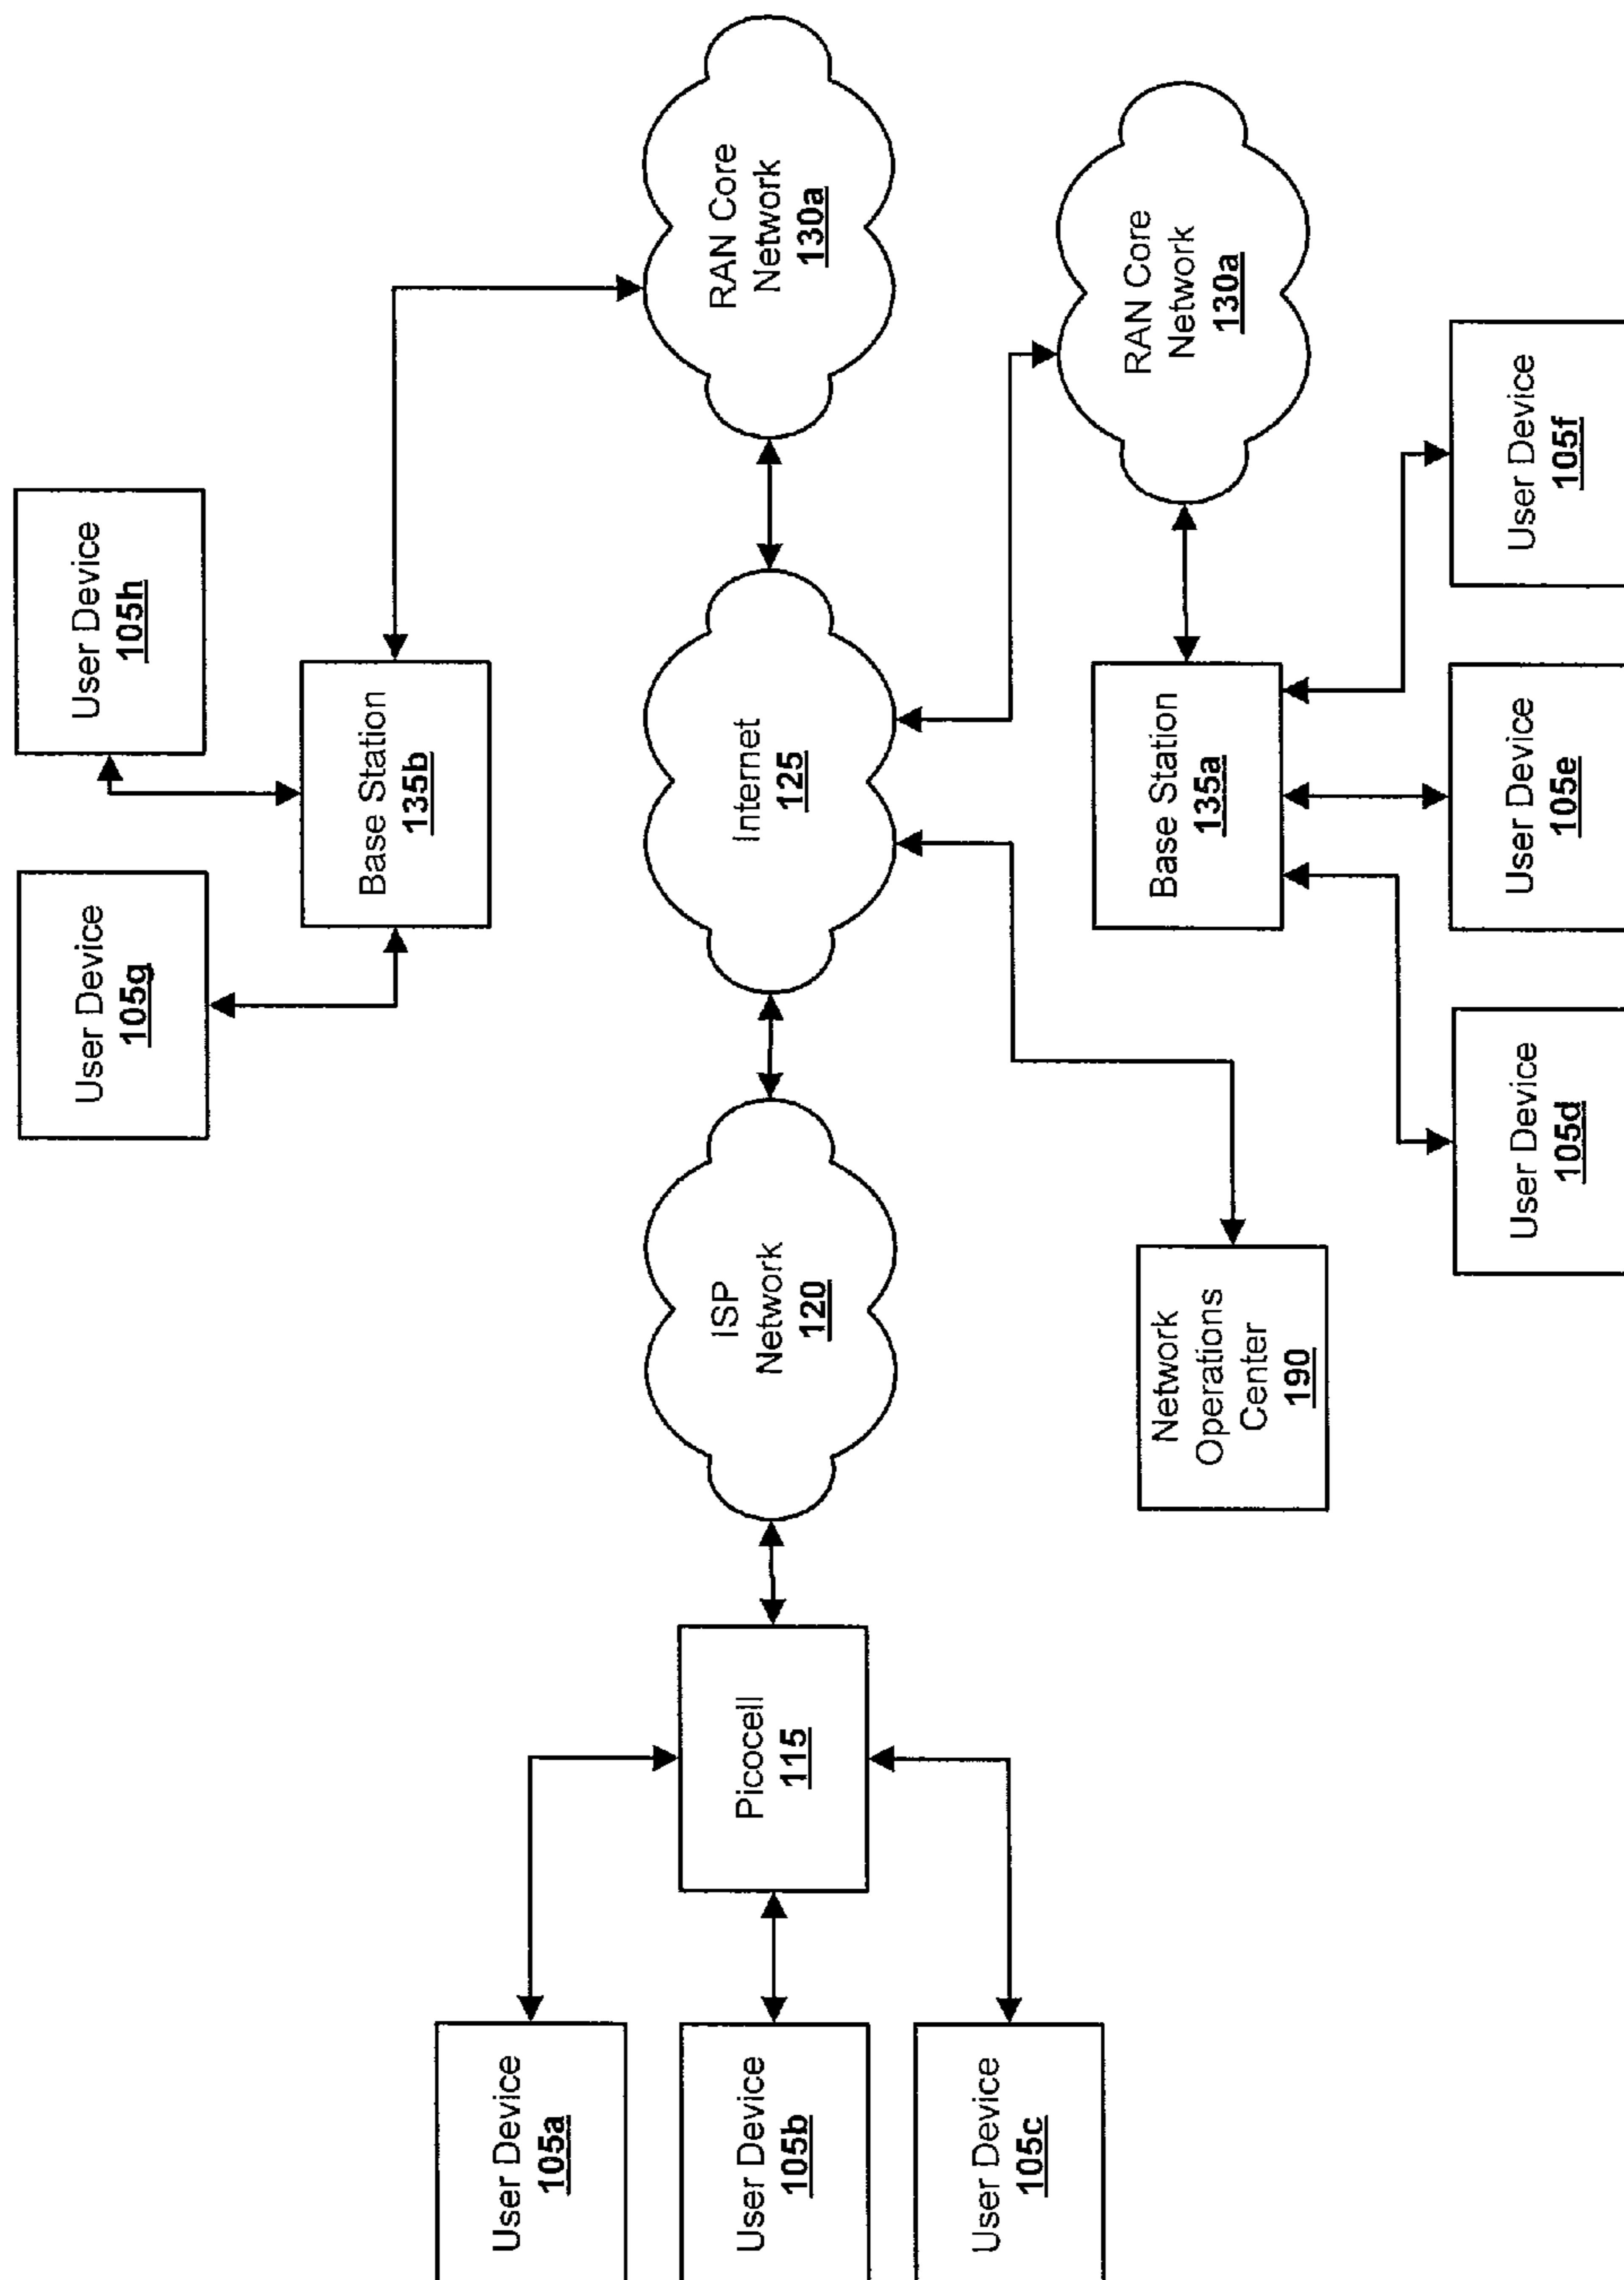 User Device
105g
User Device
105h
Base Station
135b
User Device
105a
User Device
105b
User Device
105c
Picocell
115
ISP
Network
120
Internet
125
RAN Core
Network
130a
RAN Core
Network
130a
Network
Operations
Center
190
Base Station
135a
User Device
105d
User Device
105e
User Device
105f